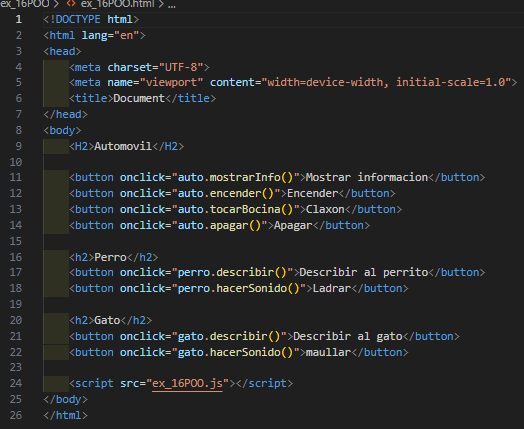 ex_16POO > <> ex_16POO.html > ...
1 <!DOCTYPE html>
2 <html lang="en">
3 <head>
4 <meta charset="UTF-8">
5 <meta name="viewport" content="width=device-width, initial-scale=1.0">
6 <title>Document</title>
7 </head>
8 <body>
9 <H2>Automovil</H2>
10
11 <button onclick="auto.mostrarInfo()">Mostrar informacion</button>
12 <button onclick="auto.encender()">Encender</button>
13 <button onclick="auto.tocarBocina()">Claxon</button>
14 <button onclick="auto.apagar()">Apagar</button>
15
16 <h2>Perro</h2>
17 <button onclick="perro.describir()">Describir al perrito</button>
18 <button onclick="perro.hacerSonido()">Ladrar</button>
19
20 <h2>Gato</h2>
21 <button onclick="gato.describir()">Describir al gato</button>
22 <button onclick="gato.hacerSonido()">maullar</button>
23
24 <script src="ex_16POO.js"></script>
25 </body>
26 </html>